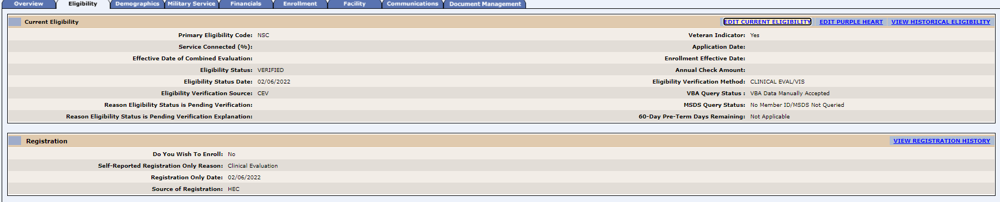 Overview Eligibility Demographics Military Service Financials Enrollment Facility Communications Document Management
Current Eligibility EDIT CURRENT ELIGIBILITY EDIT PURPLE HEART VIEW HISTORICAL ELIGIBILITY
Primary Eligibility Code: NSC Veteran Indicator: Yes
Service Connected (%): Application Date:
Effective Date of Combined Evaluation: Enrollment Effective Date:
Eligibility Status: VERIFIED Annual Check Amount:
Eligibility Status Date: 02/06/2022 Eligibility Verification Method: CLINICAL EVAL/VIS
Eligibility Verification Source: CEV VBA Query Status : VBA Data Manually Accepted
Reason Eligibility Status is Pending Verification: MSDS Query Status: No Member ID/MSDS Not Queried
Reason Eligibility Status is Pending Verification Explanation: 60-Day Pre-Term Days Remaining: Not Applicable
Registration VIEW REGISTRATION HISTORY
Do You Wish To Enroll: No
Self-Reported Registration Only Reason: Clinical Evaluation
Registration Only Date: 02/06/2022
Source of Registration: HEC